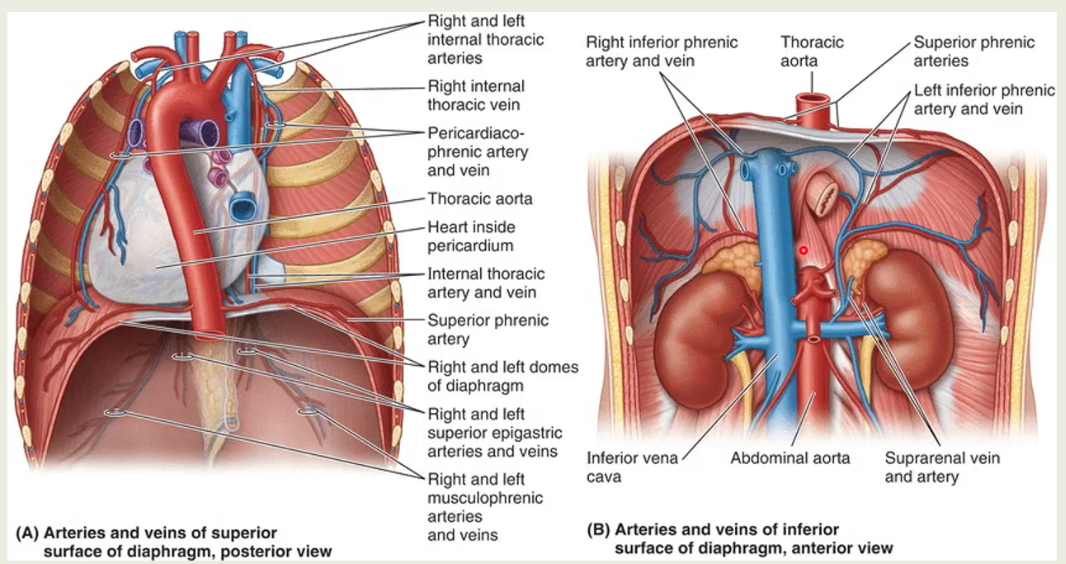 Right and left
internal thoracic
arteries
Right internal
thoracic vein
Pericardiaco-
phrenic artery
and vein
Thoracic aorta
Heart inside
pericardium
Internal thoracic
artery and vein
Superior phrenic
artery
Right and left domes
of diaphragm
Right and left
superior epigastric
arteries and veins
Right and left
musculophrenic
arteries
and veins
(A) Arteries and veins of superior
surface of diaphragm, posterior view
Right inferior phrenic
artery and vein
Thoracic
aorta
Superior phrenic
arteries
Left inferior phrenic
artery and vein
Inferior vena
cava
Abdominal aorta
Suprarenal vein
and artery
(B) Arteries and veins of inferior
surface of diaphragm, anterior view